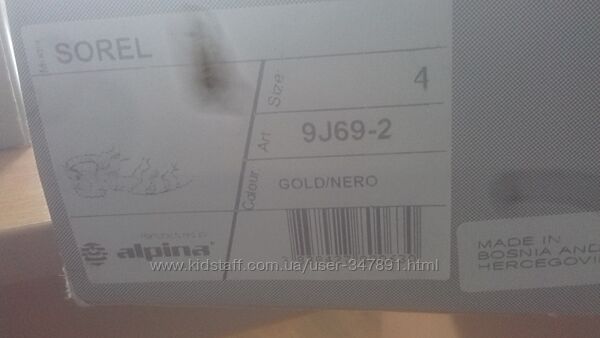 SOREL
Size
4
Art
9J69-2
Colour
GOLD/NERO
alpina
www.kidstaff.com.ua/user-347891.html
MADE IN
BOSNIA AND
HERCEGOVI